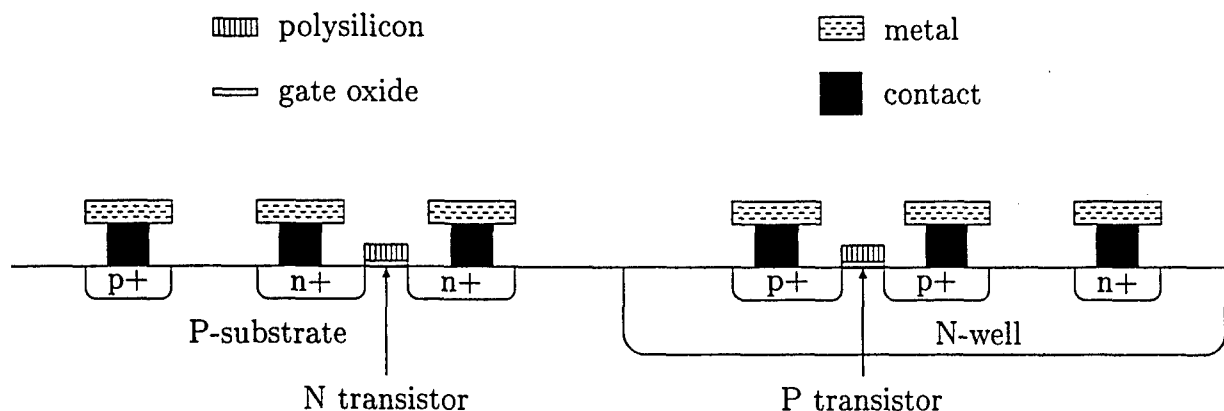 polysilicon
metal
gate oxide
contact
p+ n+ n+ p+ p+ n+
P-substrate
N-well
N transistor
P transistor